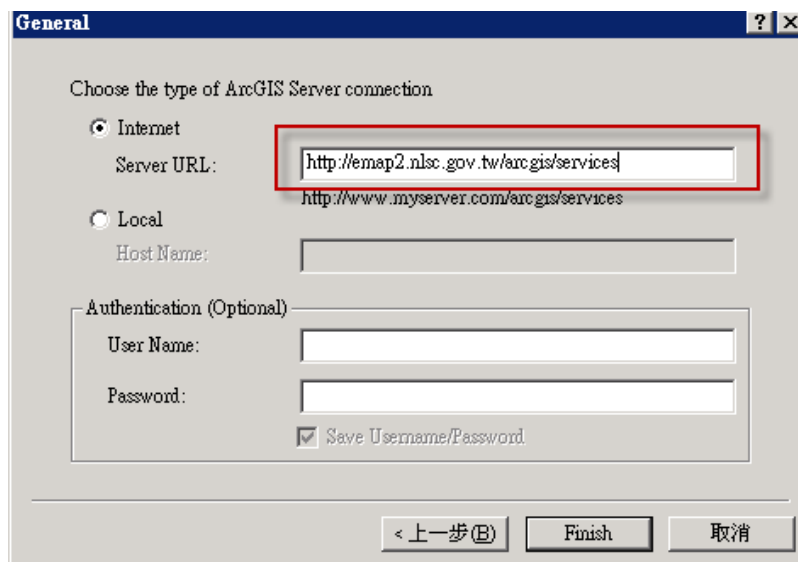 General
Choose the type of ArcGIS Server connection
Internet
Server URL: http://emap2.nlsc.gov.tw/arcgis/services
http://www.myserver.com/arcgis/services
Local
Host Name:
Authentication (Optional)
User Name:
Password:
Save Username/Password
< 上一步(B) Finish 取消